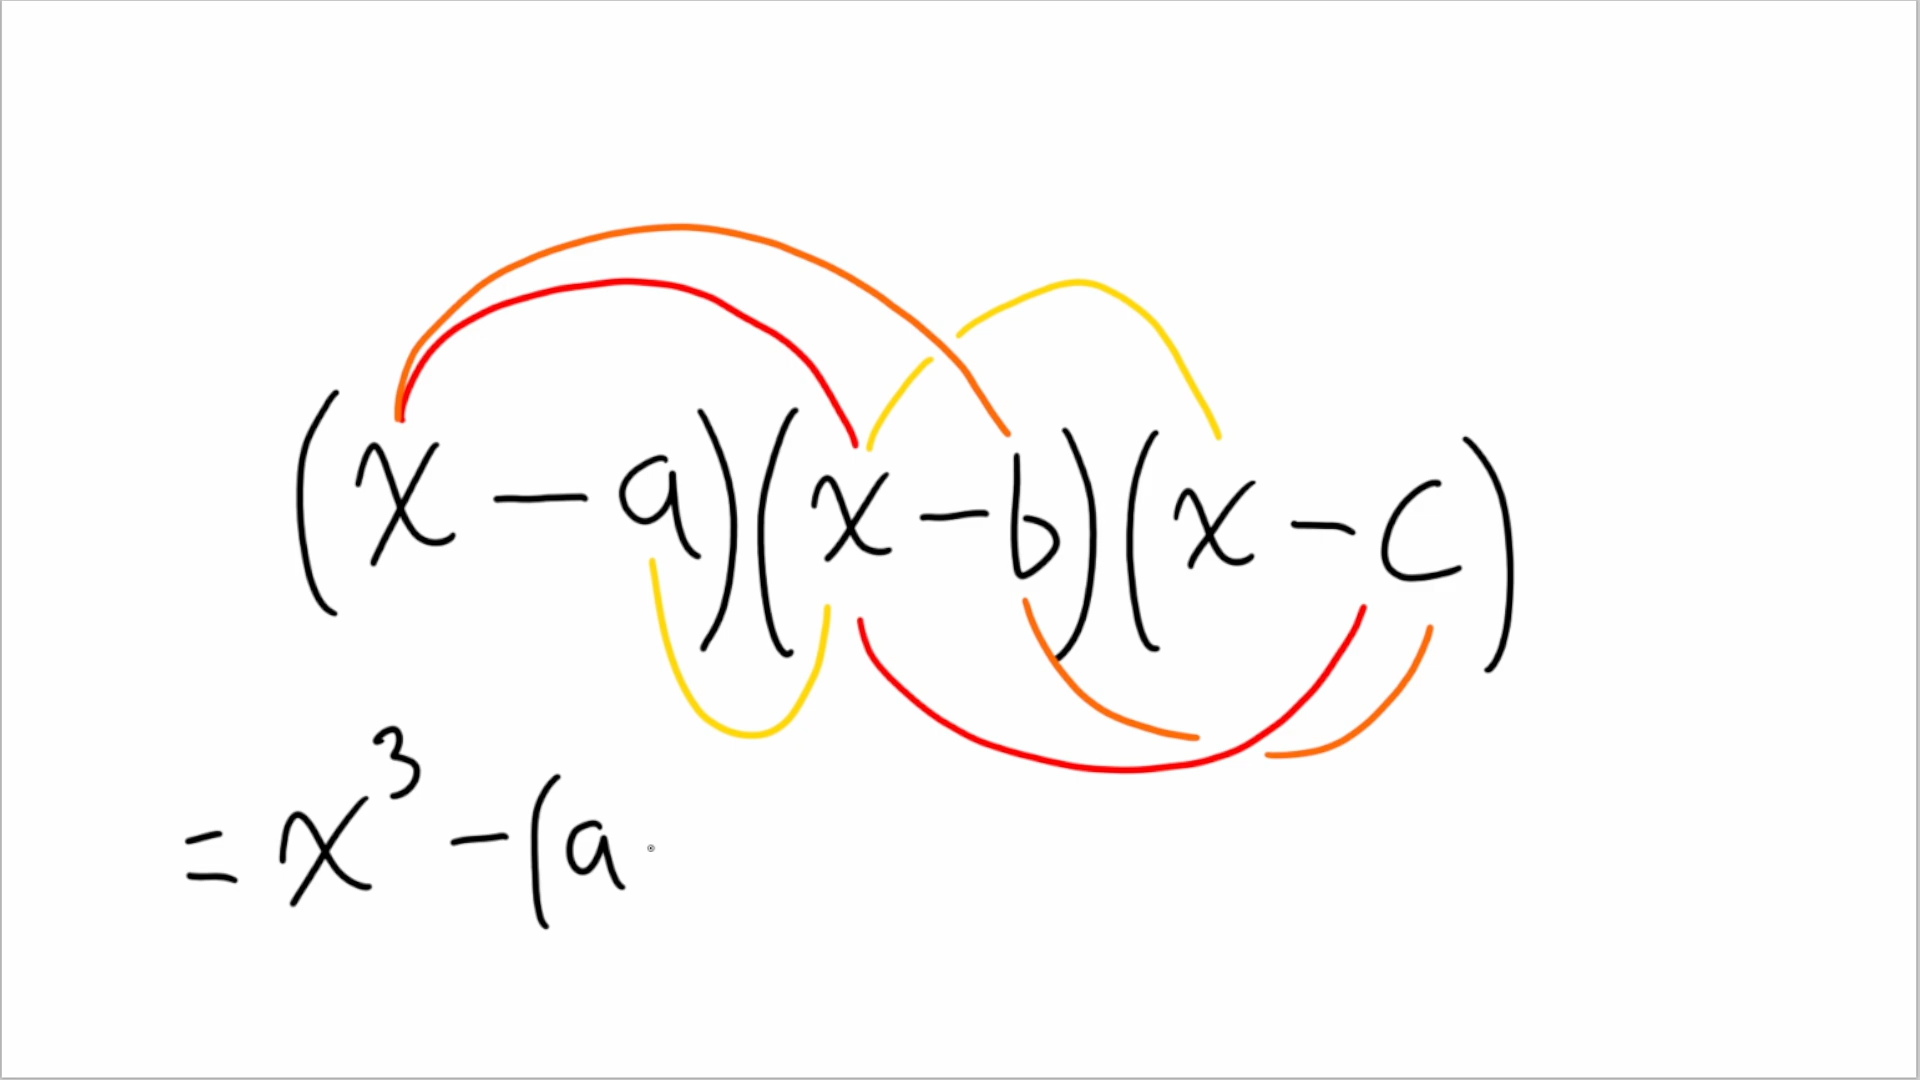 (x-a)(x-b)(x-c)
= x³ - (a